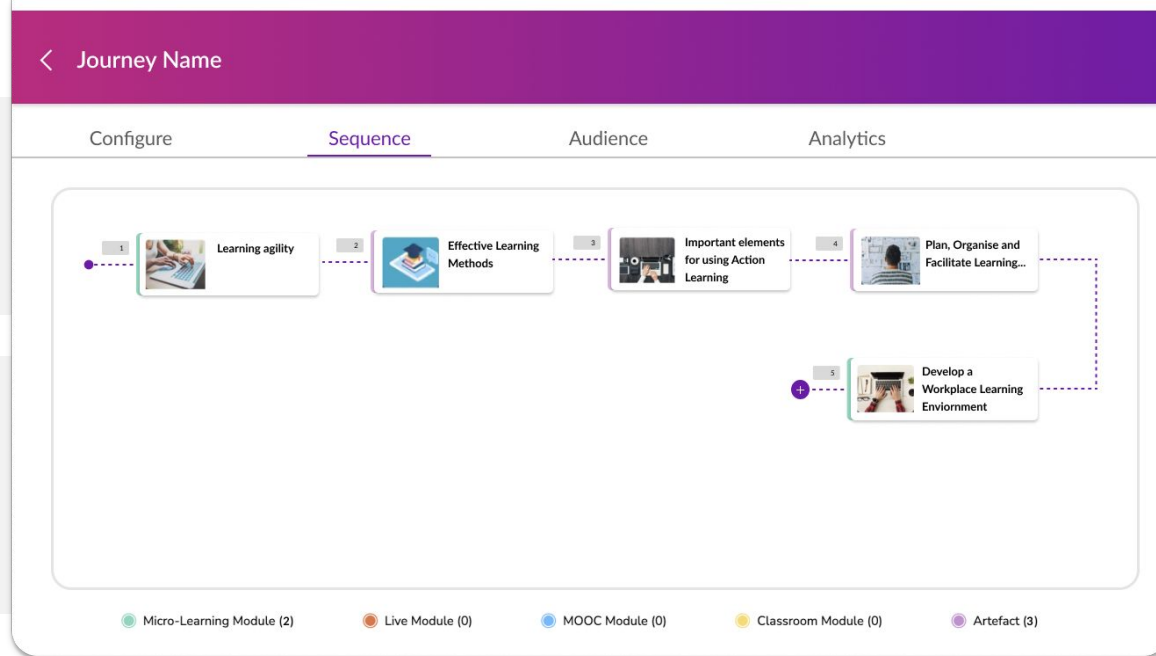 Journey Name
Configure Sequence Audience Analytics
1
Learning agility
2
Effective Learning
Methods
3
Important elements
for using Action
Learning
4
Plan, Organise and
Facilitate Learning...
5
Develop a
Workplace Learning
Enviornment
Micro-Learning Module (2) Live Module (0) MOOC Module (0) Classroom Module (0) Artefact (3)